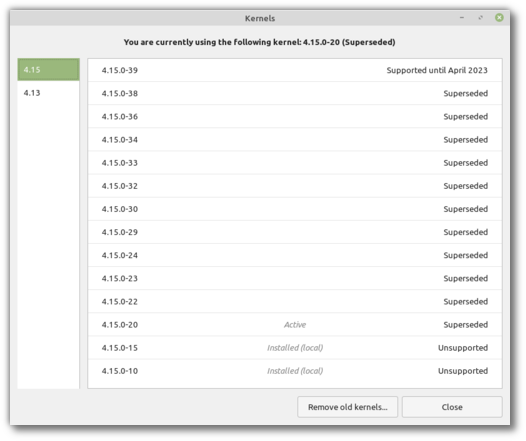 Kernels
You are currently using the following kernel: 4.15.0-20 (Superseded)
4.15
4.13
4.15.0-39 Supported until April 2023
4.15.0-38 Superseded
4.15.0-36 Superseded
4.15.0-34 Superseded
4.15.0-33 Superseded
4.15.0-32 Superseded
4.15.0-30 Superseded
4.15.0-29 Superseded
4.15.0-24 Superseded
4.15.0-23 Superseded
4.15.0-22 Superseded
4.15.0-20 Active Superseded
4.15.0-15 Installed (local) Unsupported
4.15.0-10 Installed (local) Unsupported
Remove old kernels... Close